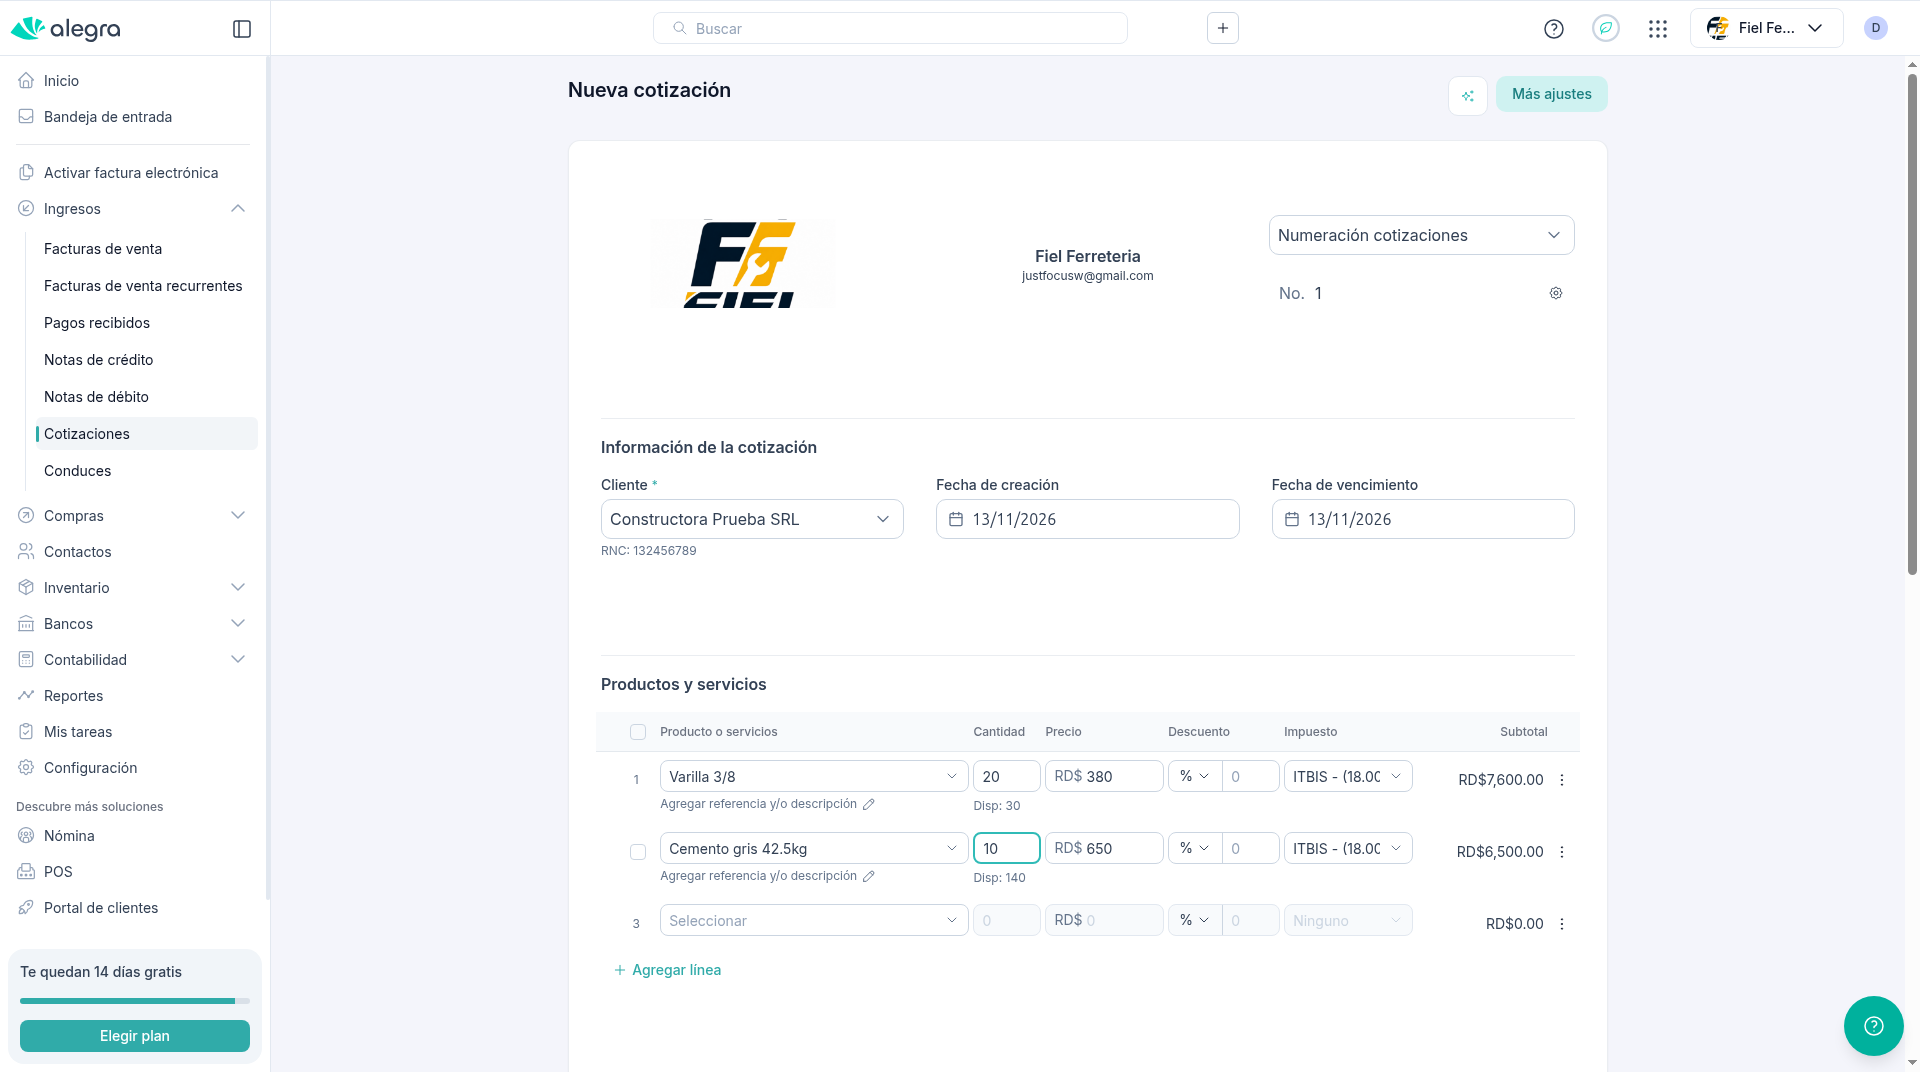 alegra
Buscar
Fiel Fe...
D
Inicio
Bandeja de entrada
Activar factura electrónica
Ingresos
Facturas de venta
Facturas de venta recurrentes
Pagos recibidos
Notas de crédito
Notas de débito
Cotizaciones
Conduces
Compras
Contactos
Inventario
Bancos
Contabilidad
Reportes
Mis tareas
Configuración
Descubre más soluciones
Nómina
POS
Portal de clientes
Te quedan 14 días gratis
Elegir plan
Nueva cotización
Más ajustes
Fiel Ferreteria
justfocusw@gmail.com
Numeración cotizaciones
No. 1
Información de la cotización
Cliente * Fecha de creación Fecha de vencimiento
Constructora Prueba SRL 13/11/2026 13/11/2026
RNC: 132456789
Productos y servicios
Producto o servicios Cantidad Precio Descuento Impuesto Subtotal
1 Varilla 3/8 20 RD$ 380 % 0 ITBIS - (18.00 RD$7,600.00
Agregar referencia y/o descripción Disp: 30
Cemento gris 42.5kg 10 RD$ 650 % 0 ITBIS - (18.00 RD$6,500.00
Agregar referencia y/o descripción Disp: 140
3 Seleccionar 0 RD$ 0 % 0 Ninguno RD$0.00
+ Agregar línea